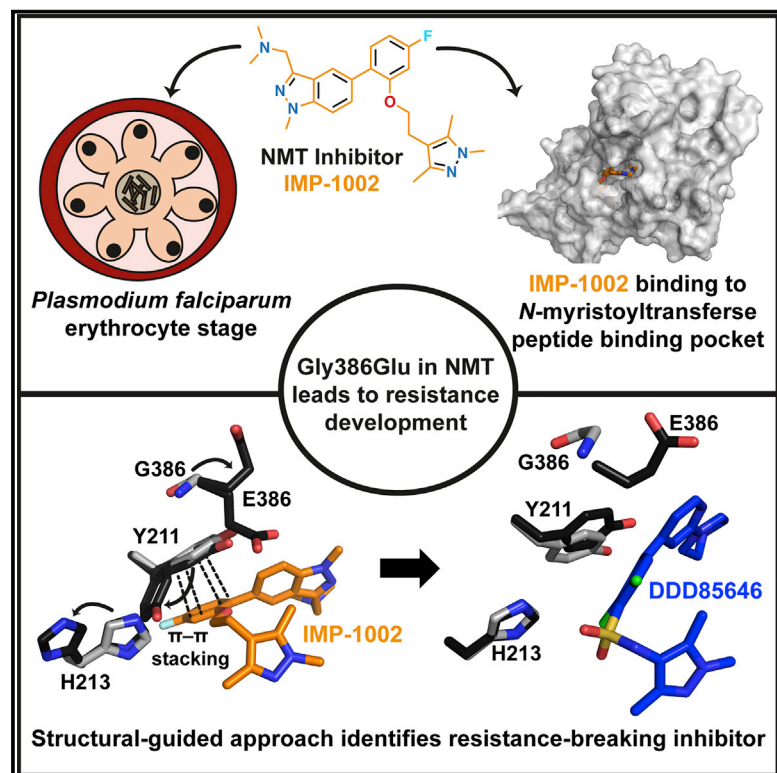 N
N
N
F
O
N
N
NMT Inhibitor
IMP-1002
Plasmodium falciparum
erythrocyte stage
IMP-1002 binding to
N-myristoyltransferse
peptide binding pocket
Gly386Glu in NMT
leads to resistance
development
G386
E386
Y211
H213
π–π
stacking
IMP-1002
E386
G386
Y211
DDD85646
H213
Structural-guided approach identifies resistance-breaking inhibitor